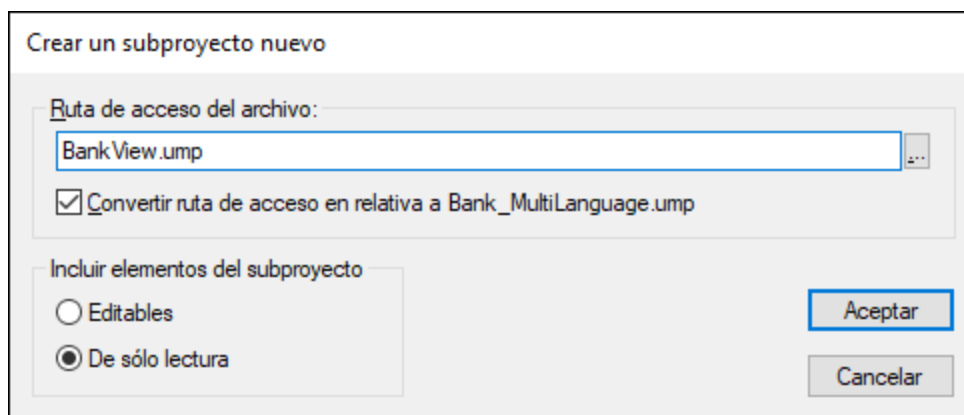 Crear un subproyecto nuevo
Ruta de acceso del archivo:
BankView.ump
...
Convertir ruta de acceso en relativa a Bank_MultiLanguage.ump
Incluir elementos del subproyecto
Editables
De sólo lectura
Aceptar
Cancelar